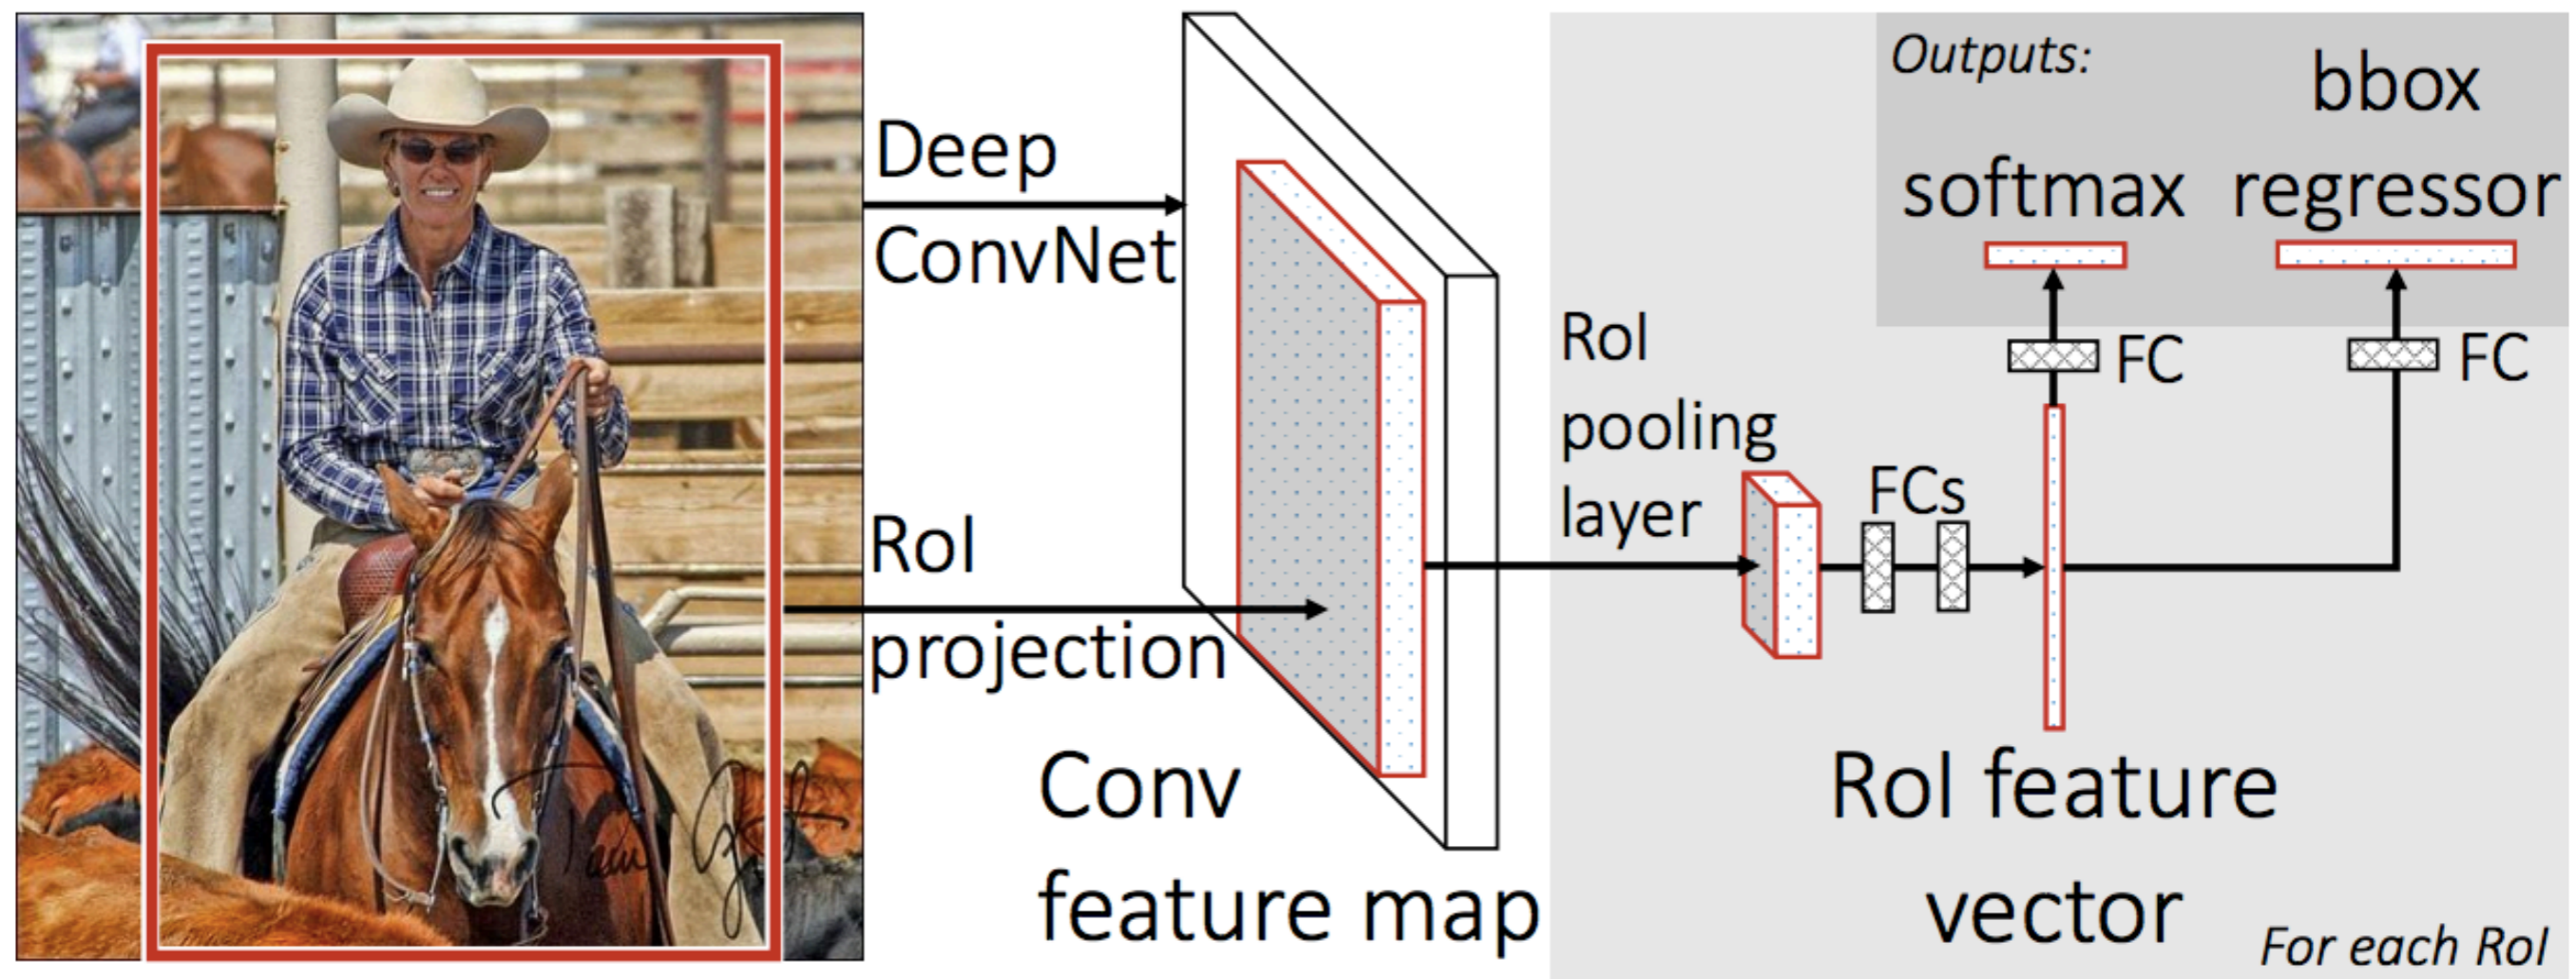 Deep
ConvNet
RoI
projection
Conv
feature map
RoI
pooling
layer
FCs
RoI feature
vector
Outputs:
softmax
bbox
regressor
FC
FC
For each RoI